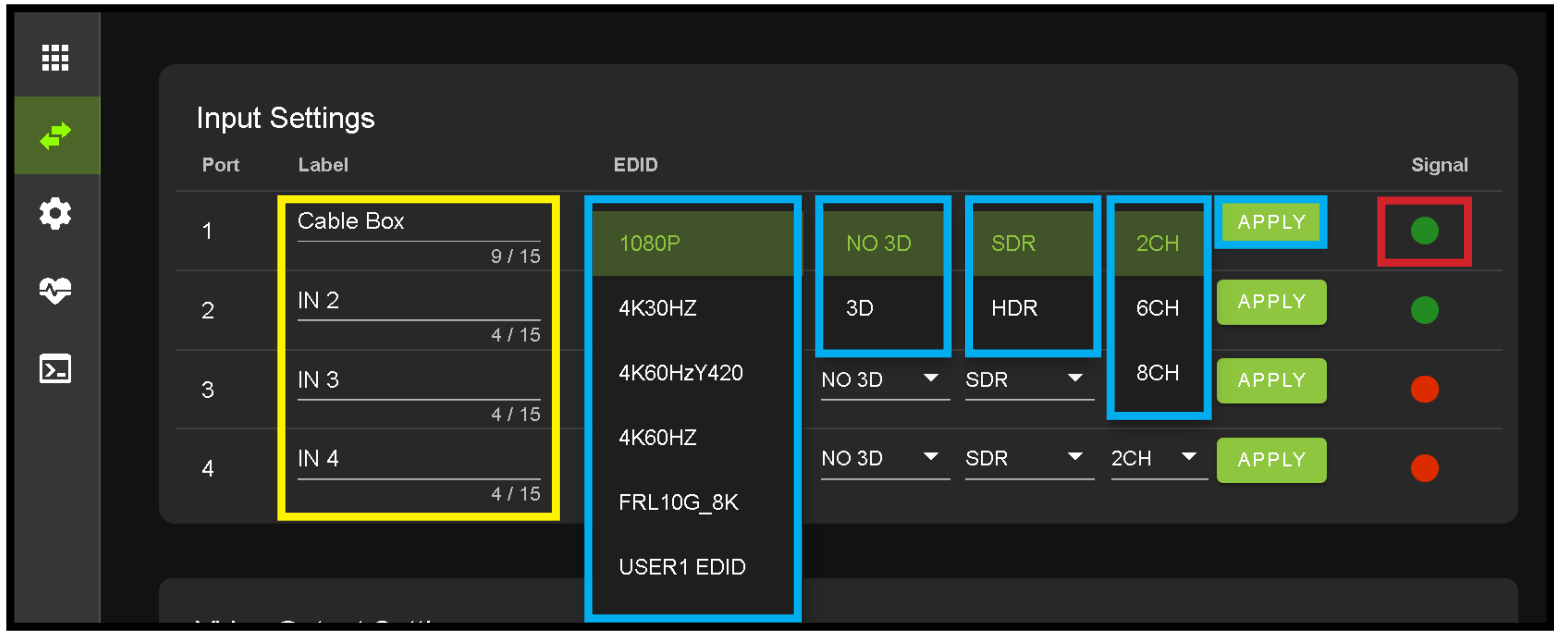 Input Settings
Port Label EDID Signal
1 Cable Box 1080P NO 3D SDR 2CH APPLY
9 / 15
2 IN 2 4K30HZ 3D HDR 6CH APPLY
4 / 15
3 IN 3 4K60HzY420 NO 3D SDR 8CH APPLY
4 / 15
4K60HZ
4 IN 4 NO 3D SDR 2CH APPLY
4 / 15
FRL10G_8K
USER1 EDID